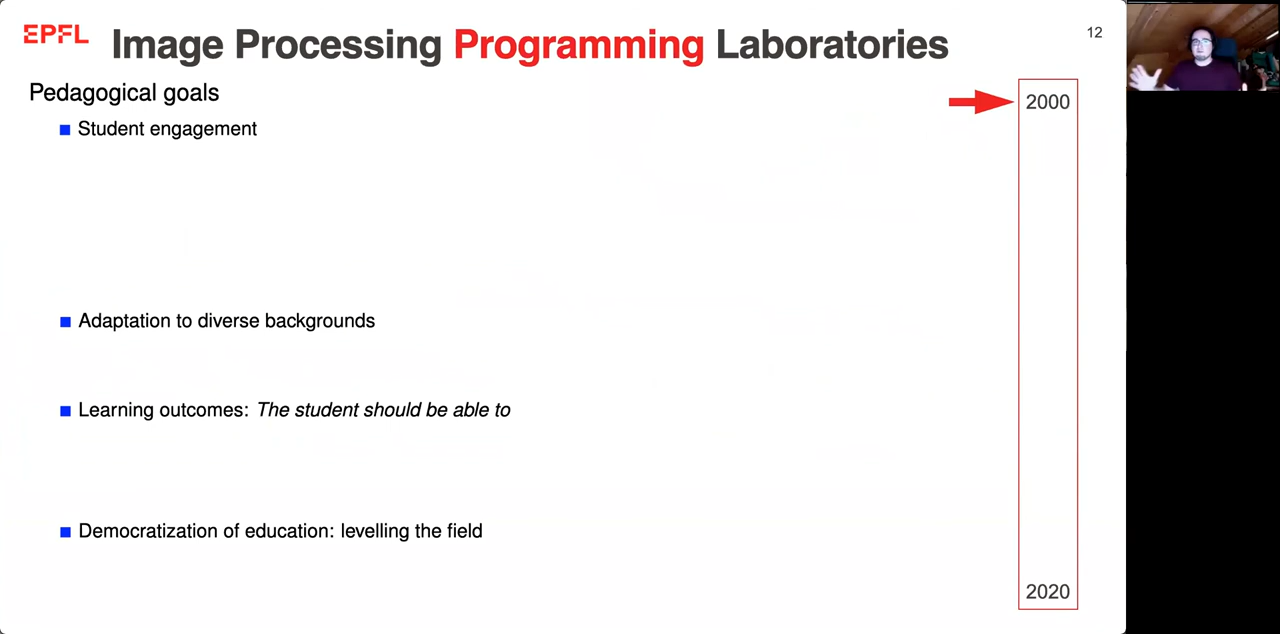 EPFL
Image Processing Programming Laboratories
12
Pedagogical goals
2000
Student engagement
Adaptation to diverse backgrounds
Learning outcomes: The student should be able to
Democratization of education: levelling the field
2020